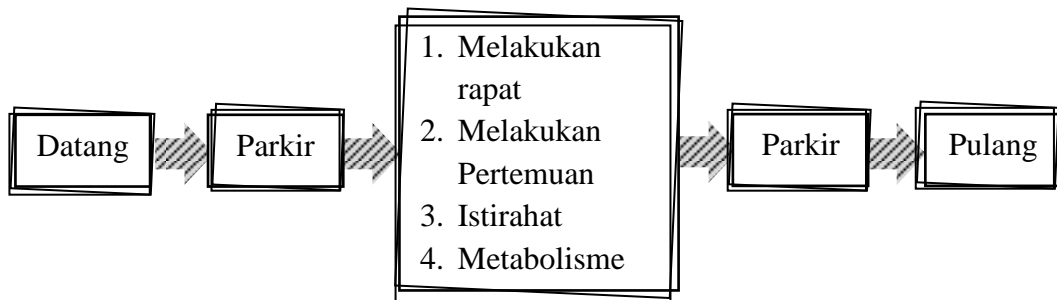 Datang
Parkir
1. Melakukan
rapat
2. Melakukan
Pertemuan
3. Istirahat
4. Metabolisme
Parkir
Pulang